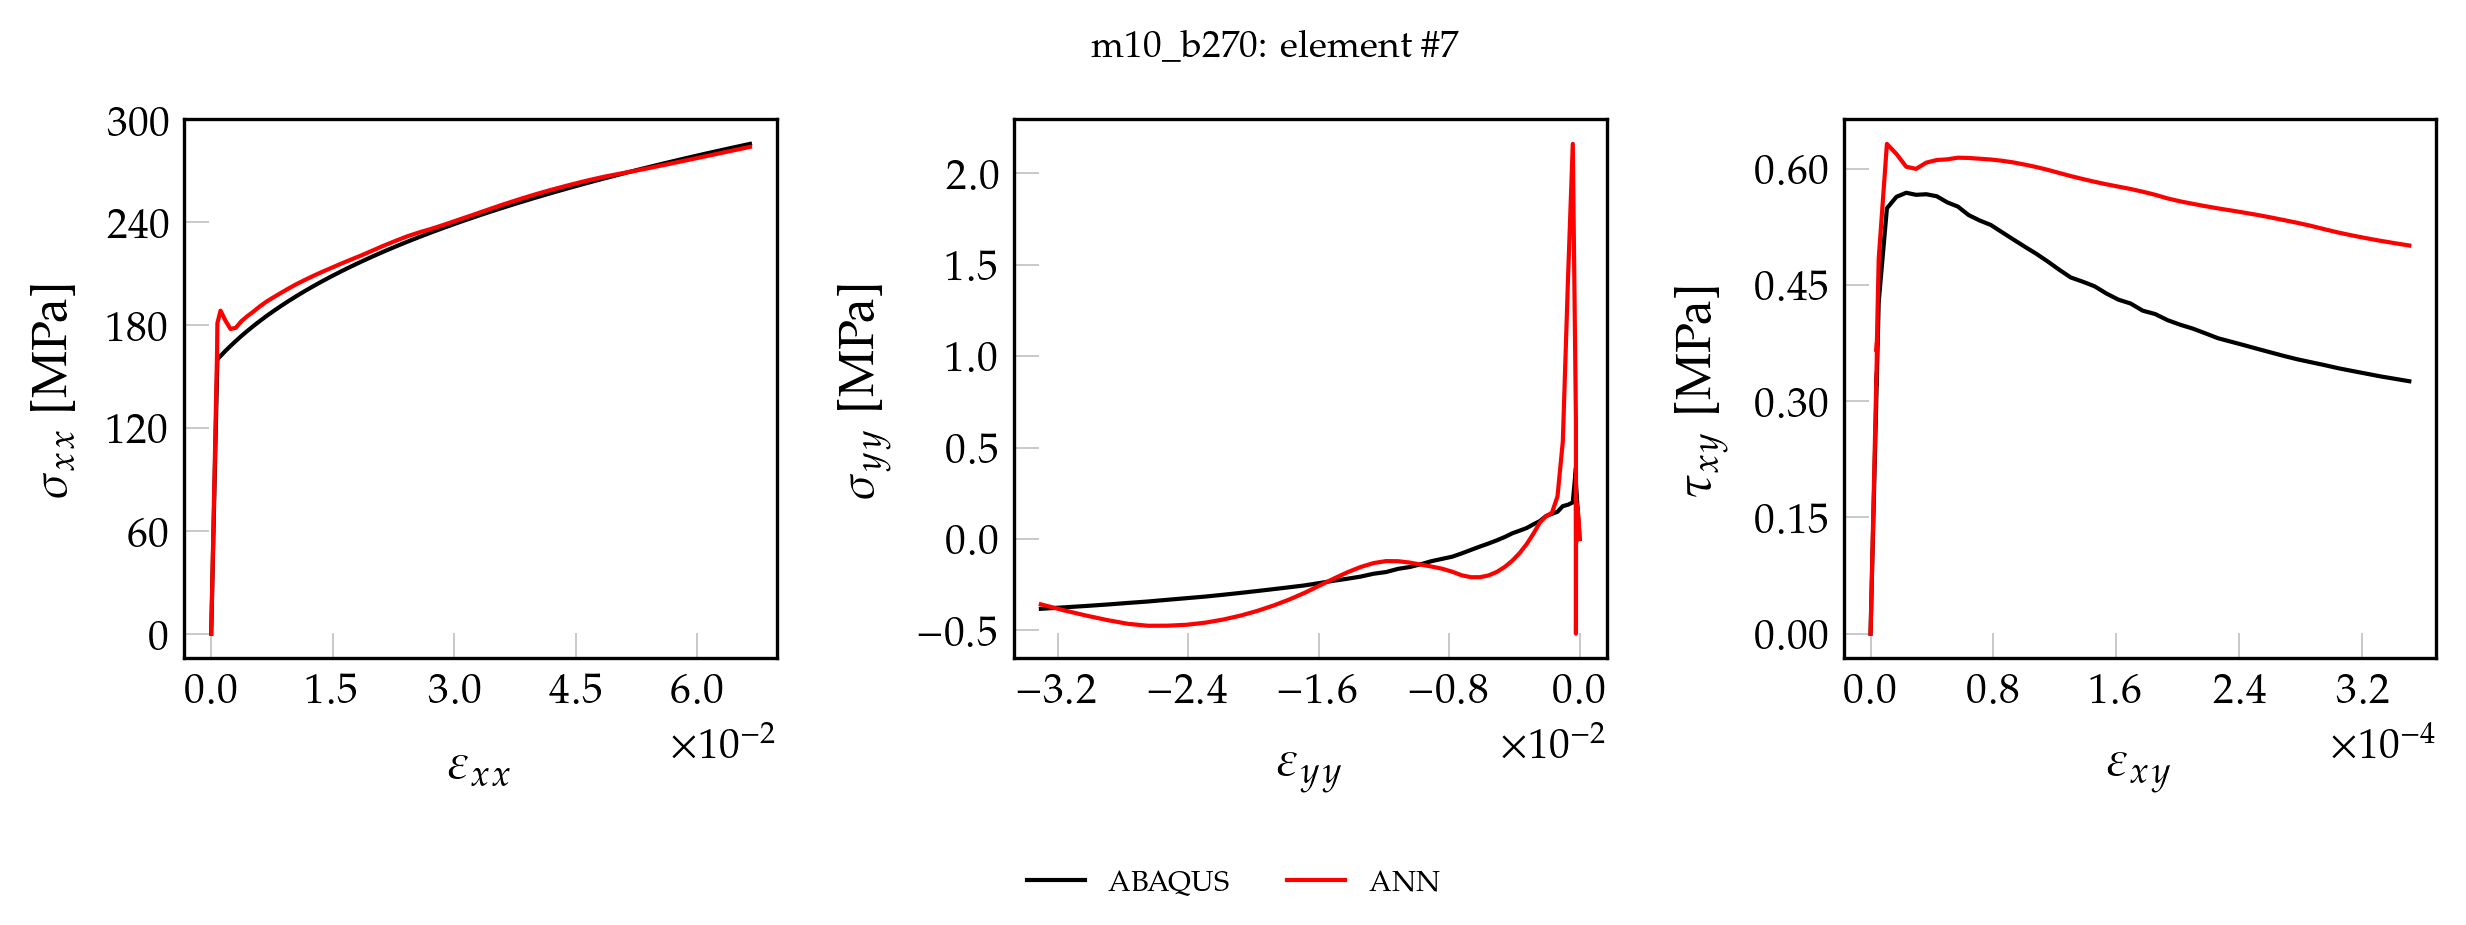 m10_b270: element #7
σxx [MPa]
300
240
180
120
60
0
0.0 1.5 3.0 4.5 6.0
×10−2
εxx
σyy [MPa]
2.0
1.5
1.0
0.5
0.0
−0.5
−3.2 −2.4 −1.6 −0.8 0.0
×10−2
εyy
τxy [MPa]
0.60
0.45
0.30
0.15
0.00
0.0 0.8 1.6 2.4 3.2
×10−4
εxy
ABAQUS ANN